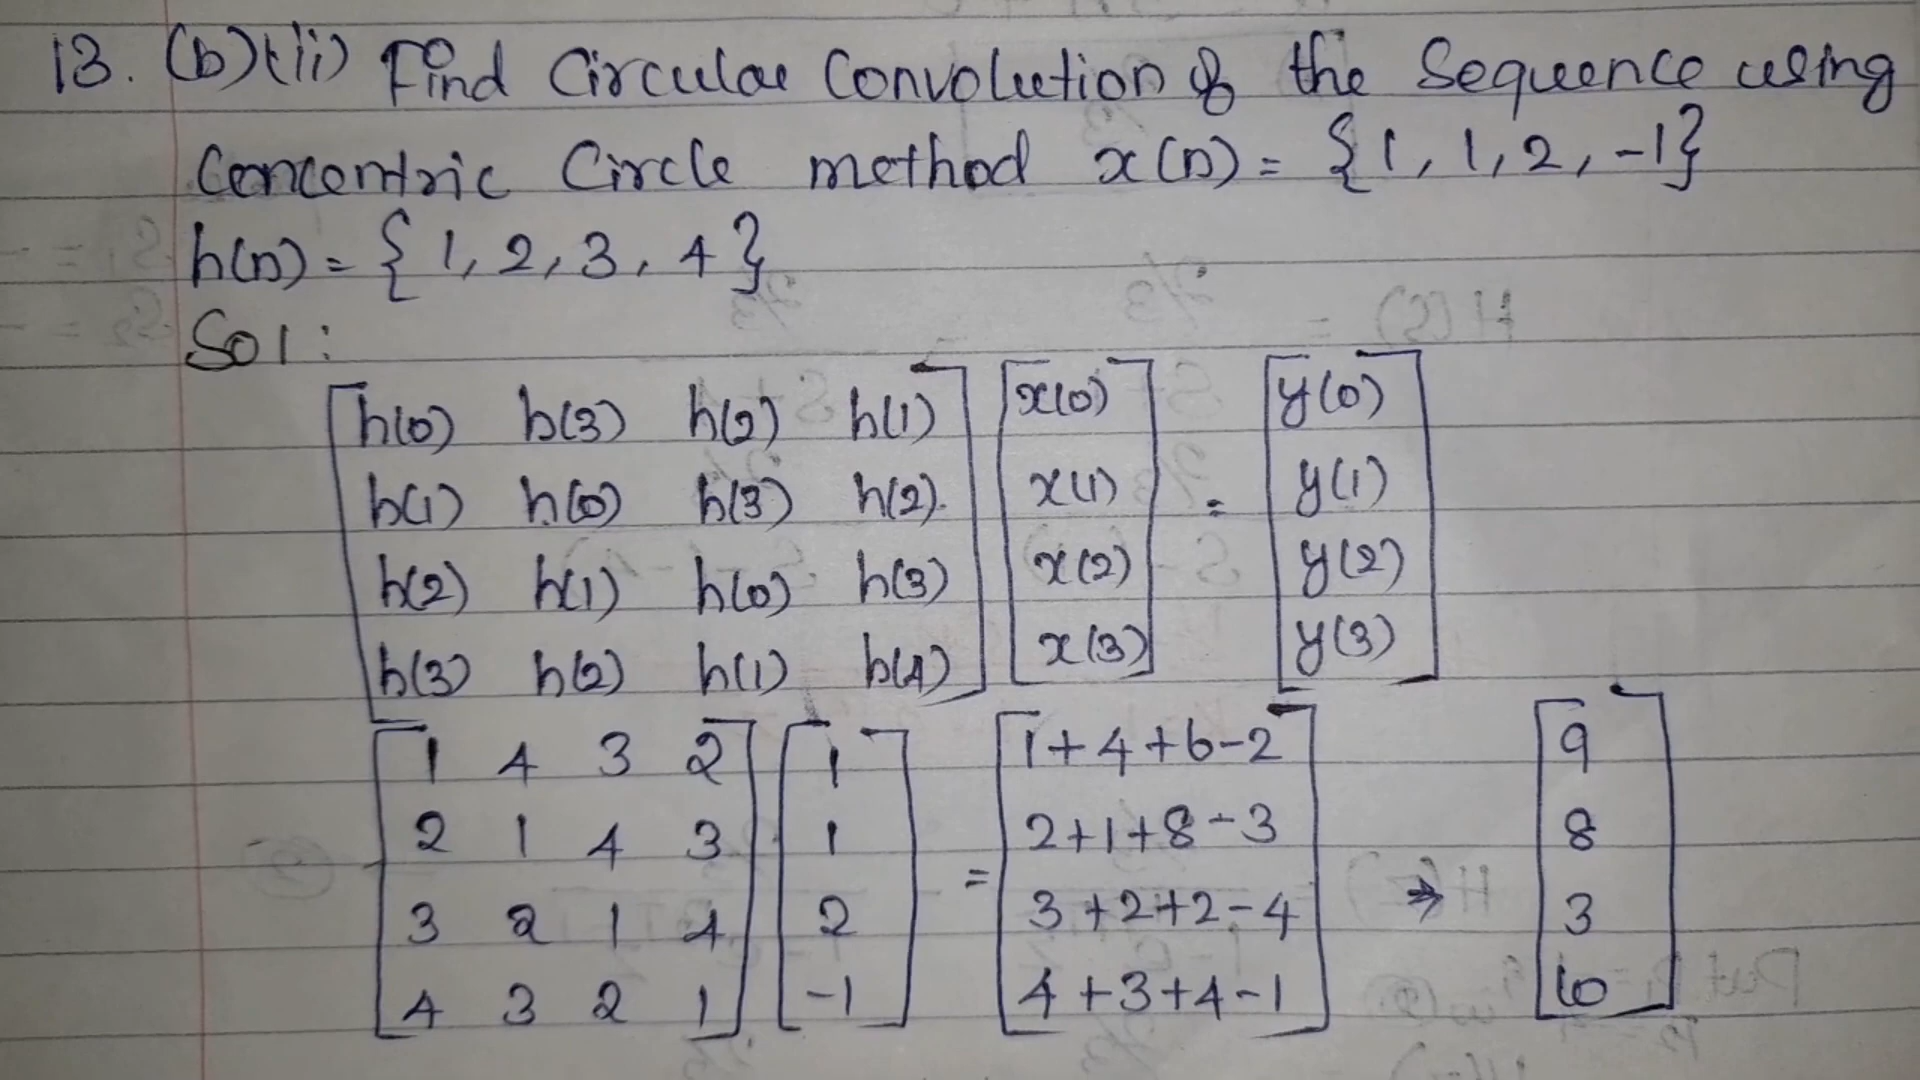 13. (b)(ii) Find Circular Convolution of the Sequence using
Concentric Circle method x(n) = {1, 1, 2, -1}
h(n) = {1, 2, 3, 4}
Sol:
h(0) h(3) h(2) h(1) x(0) y(0)
h(1) h(0) h(3) h(2) x(1) = y(1)
h(2) h(1) h(0) h(3) x(2) y(2)
h(3) h(2) h(1) h(4) x(3) y(3)
1 4 3 2 1 1+4+6-2 9
2 1 4 3 1 2+1+8-3 8
3 2 1 4 2 = 3+2+2-4 ⇒ 3
4 3 2 1 -1 4+3+4-1 10